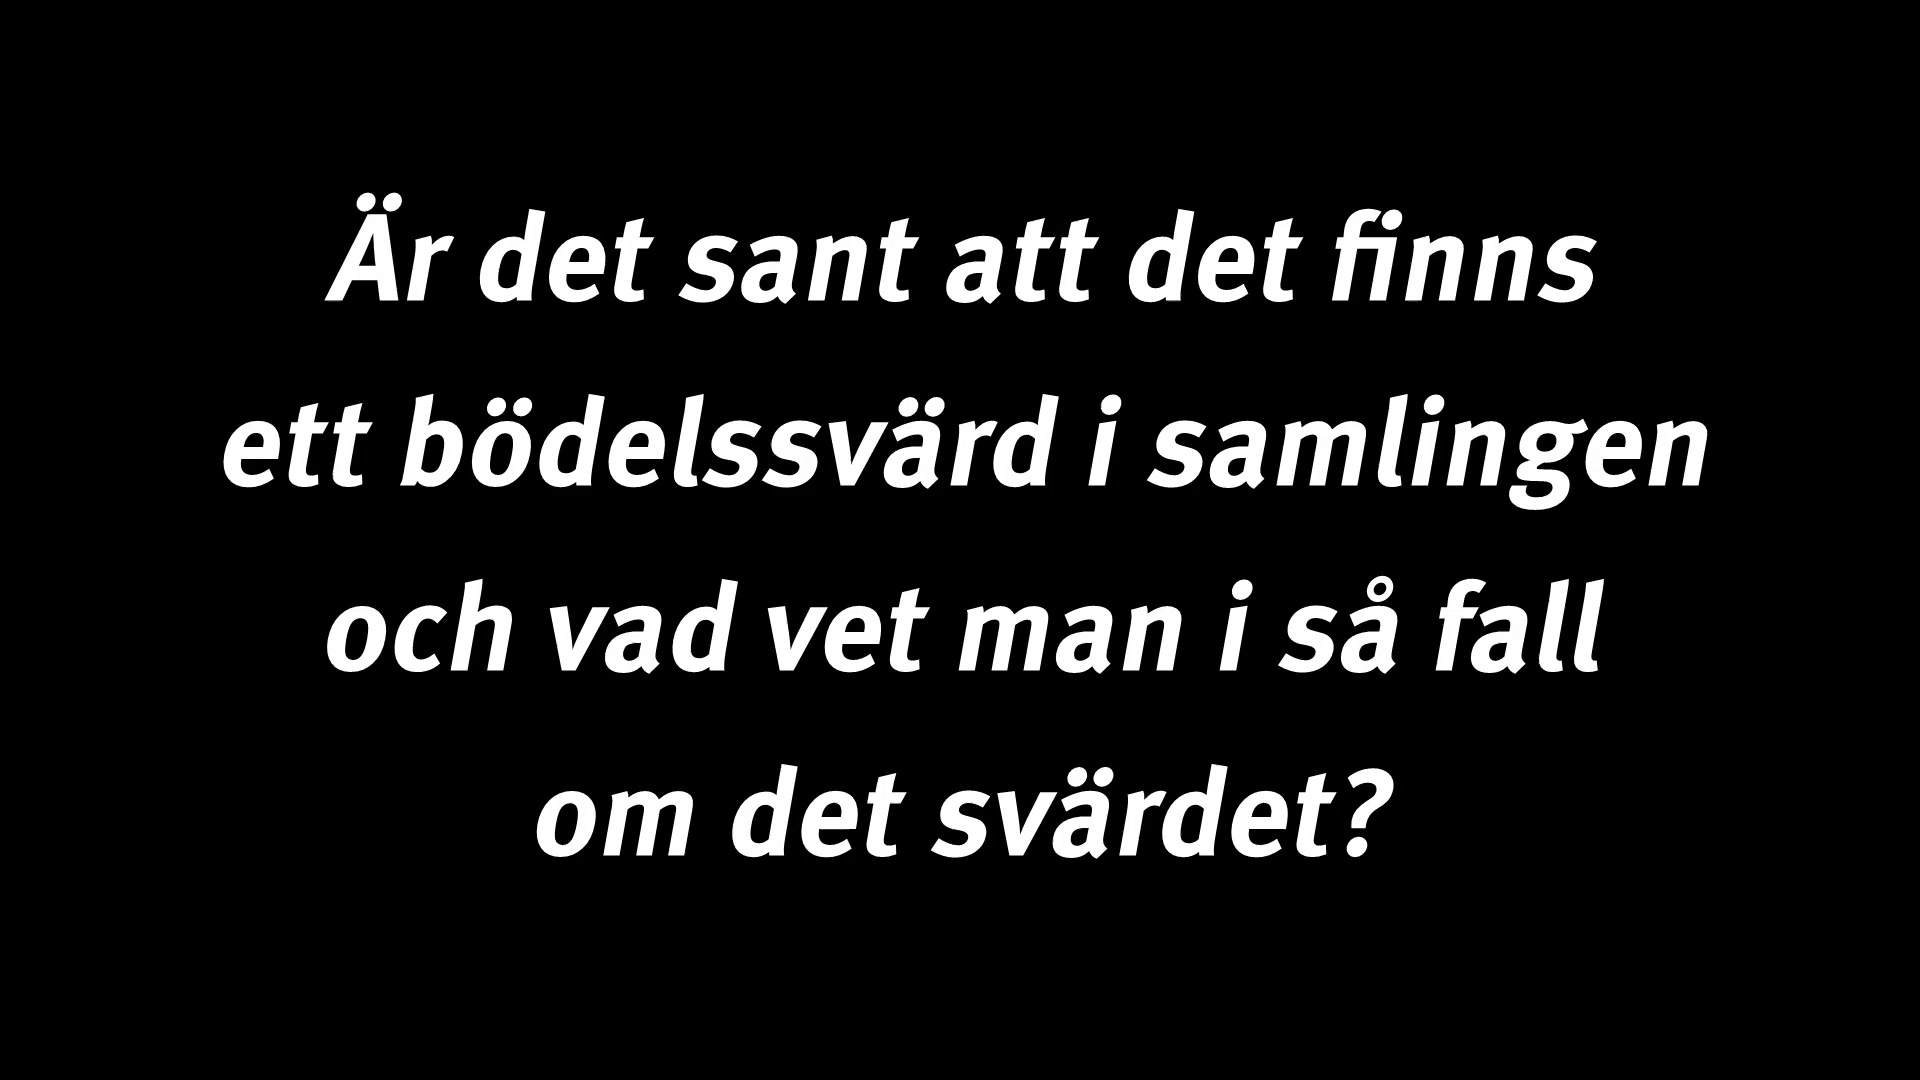 Är det sant att det finns
ett bödelssvärd i samlingen
och vad vet man i så fall
om det svärdet?